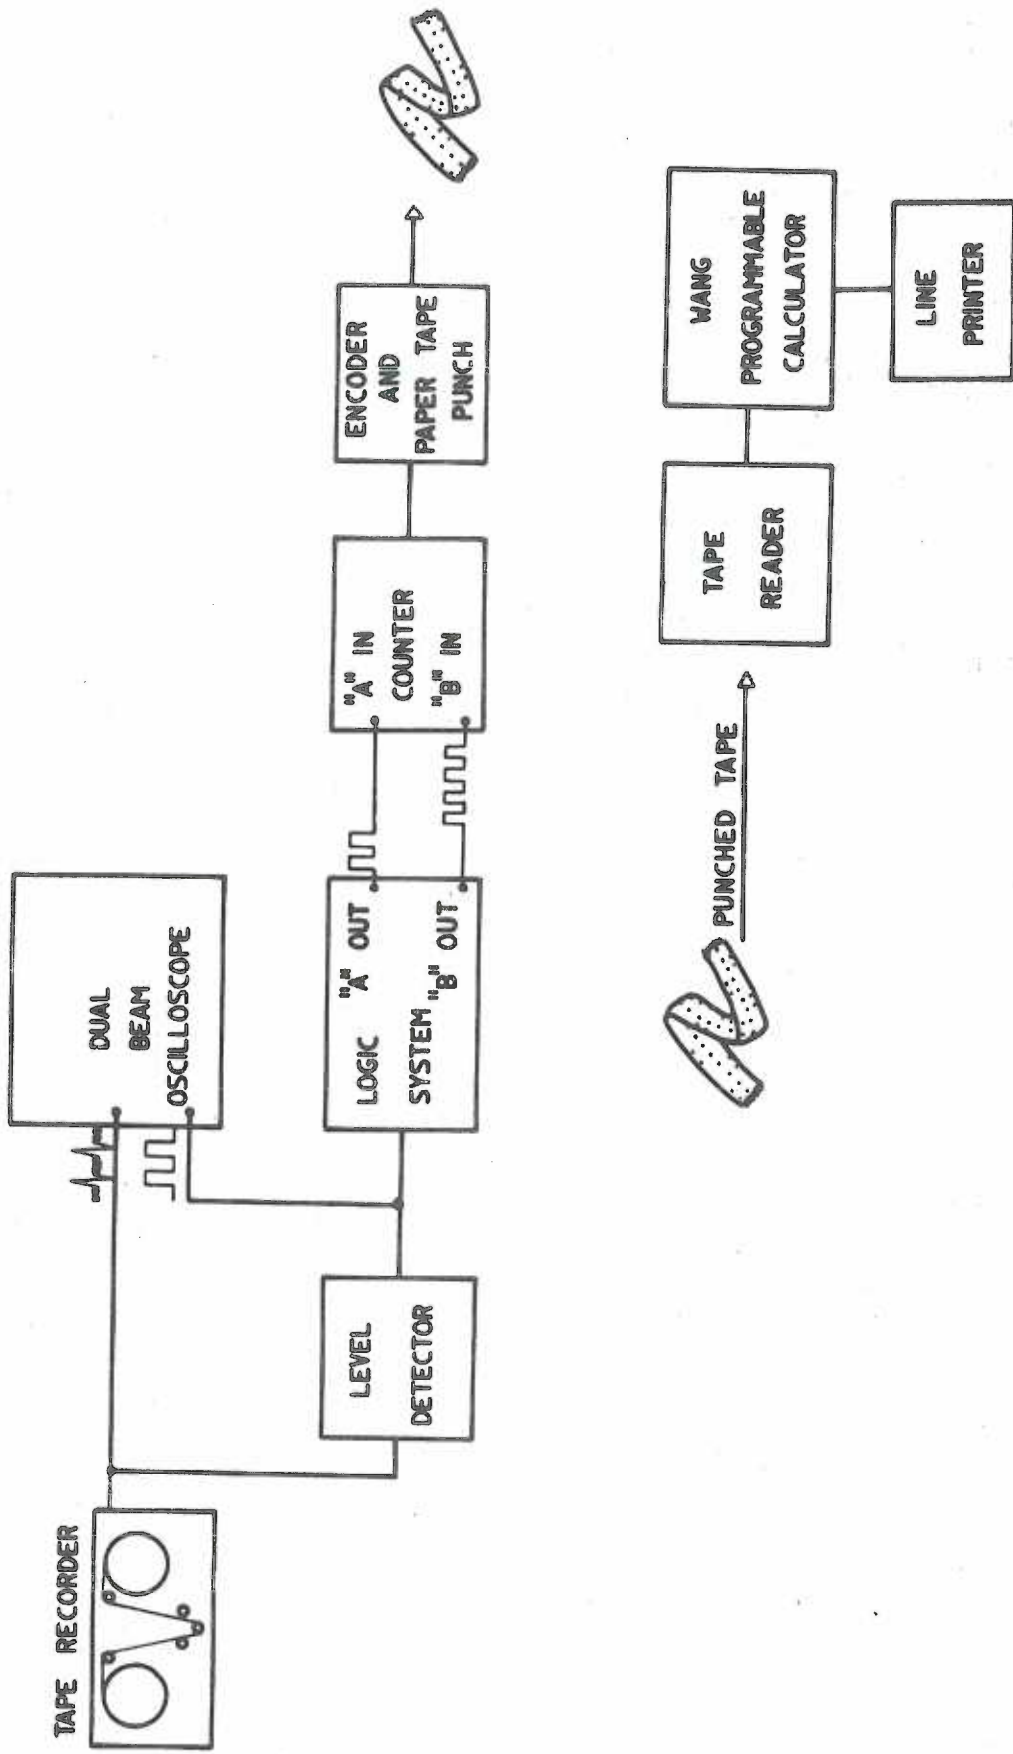 TAPE RECORDER
DUAL
BEAM
OSCILLOSCOPE
LEVEL
DETECTOR
LOGIC "A" OUT
SYSTEM "B" OUT
"A" IN
COUNTER
"B" IN
ENCODER
AND
PAPER TAPE
PUNCH
PUNCHED TAPE
TAPE
READER
WANG
PROGRAMMABLE
CALCULATOR
LINE
PRINTER